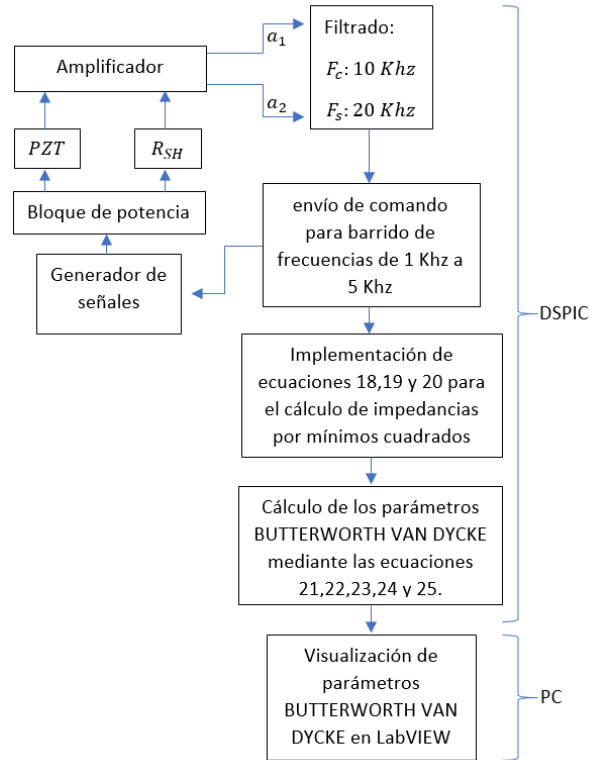 Amplificador
a₁
a₂
Filtrado:
F_c: 10 Khz
F_s: 20 Khz
PZT
R_SH
Bloque de potencia
Generador de
señales
envío de comando
para barrido de
frecuencias de 1 Khz a
5 Khz
Implementación de
ecuaciones 18,19 y 20 para
el cálculo de impedancias
por mínimos cuadrados
Cálculo de los parámetros
BUTTERWORTH VAN DYCKE
mediante las ecuaciones
21,22,23,24 y 25.
DSPIC
Visualización de
parámetros
BUTTERWORTH VAN
DYCKE en LabVIEW
PC